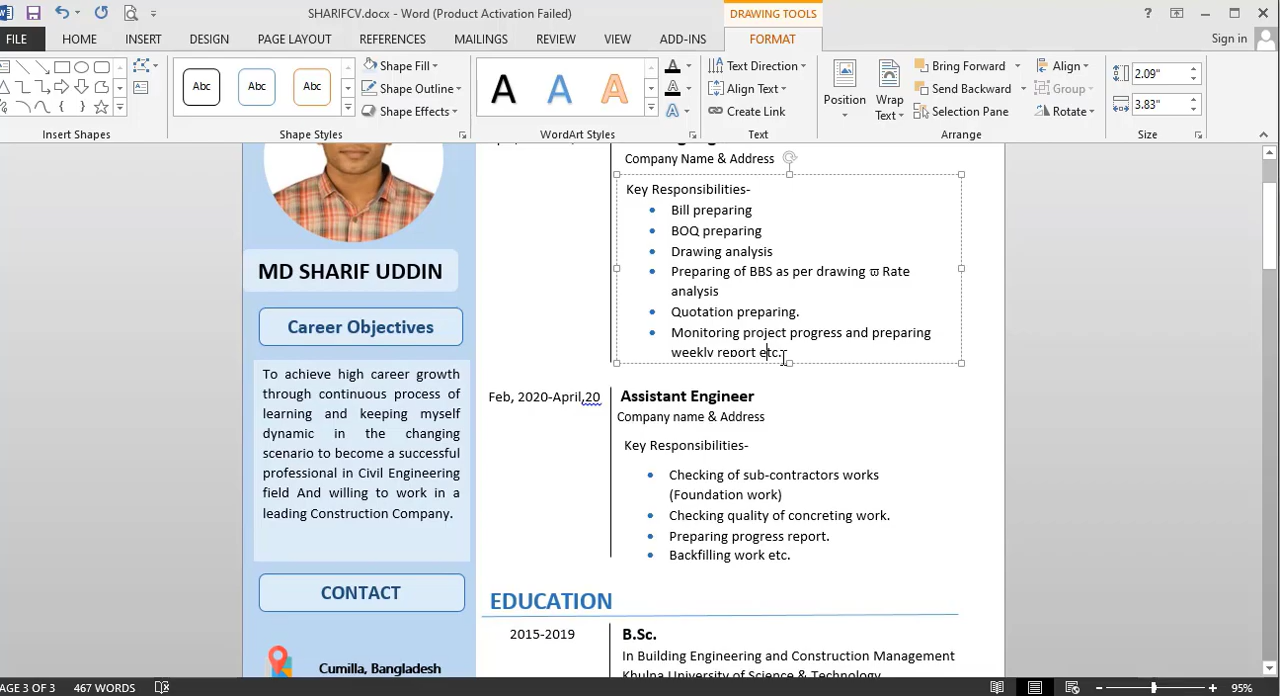 SHARIFCV.docx - Word (Product Activation Failed)
DRAWING TOOLS
FILE HOME INSERT DESIGN PAGE LAYOUT REFERENCES MAILINGS REVIEW VIEW ADD-INS FORMAT Sign in
Abc Abc Abc
Shape Fill
Shape Outline
Shape Effects
A A A
Text Direction
Align Text
Create Link
Position
Wrap
Text
Bring Forward
Send Backward
Selection Pane
Align
Group
Rotate
2.09"
3.83"
Insert Shapes Shape Styles WordArt Styles Text Arrange Size
Company Name & Address
Key Responsibilities-
Bill preparing
BOQ preparing
Drawing analysis
Preparing of BBS as per drawing ϖ Rate
analysis
Quotation preparing.
Monitoring project progress and preparing
weekly report etc.
MD SHARIF UDDIN
Career Objectives
To achieve high career growth
through continuous process of
learning and keeping myself
dynamic in the changing
scenario to become a successful
professional in Civil Engineering
field And willing to work in a
leading Construction Company.
CONTACT
Cumilla, Bangladesh
Feb, 2020-April,20
Assistant Engineer
Company name & Address
Key Responsibilities-
Checking of sub-contractors works
(Foundation work)
Checking quality of concreting work.
Preparing progress report.
Backfilling work etc.
EDUCATION
2015-2019
B.Sc.
In Building Engineering and Construction Management
Khulna University of Science & Technology
AGE 3 OF 3 467 WORDS 95%